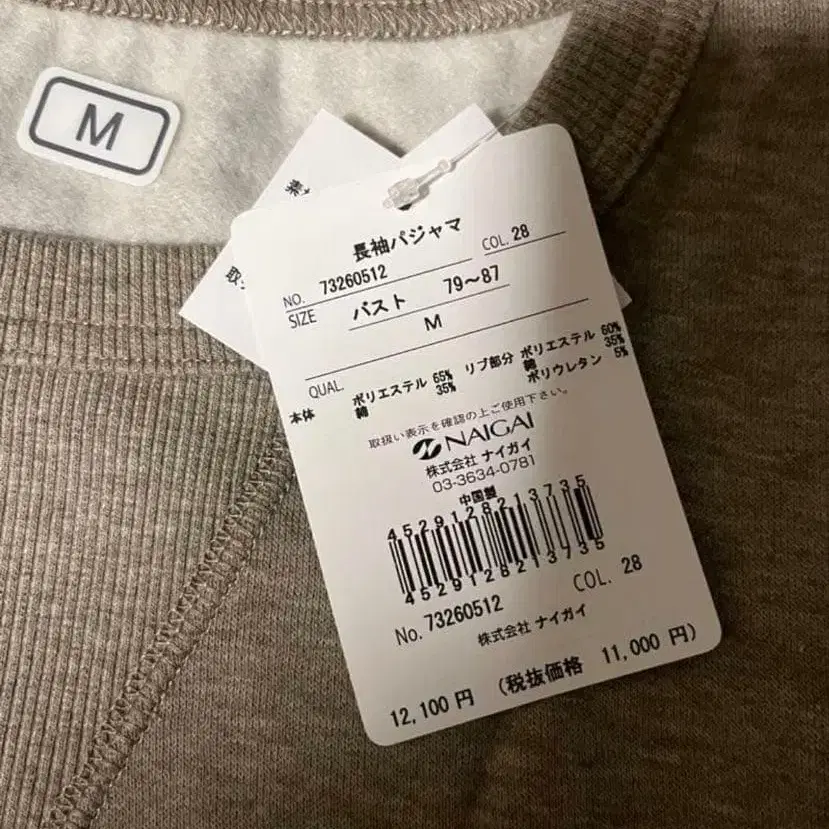 M
長袖パジャマ
NO. 73260512 COL. 28
SIZE バスト 79〜87
M
QUAL.
本体 ポリエステル 65% リブ部分 ポリエステル 60%
綿 35% 綿 35%
ポリウレタン 5%
取扱い表示を確認の上ご使用下さい。
NAIGAI
株式会社 ナイガイ
03-3634-0781
中国製
4529128213735
4529128213735
No. 73260512 COL. 28
株式会社 ナイガイ
12,100 円 (税抜価格 11,000 円)